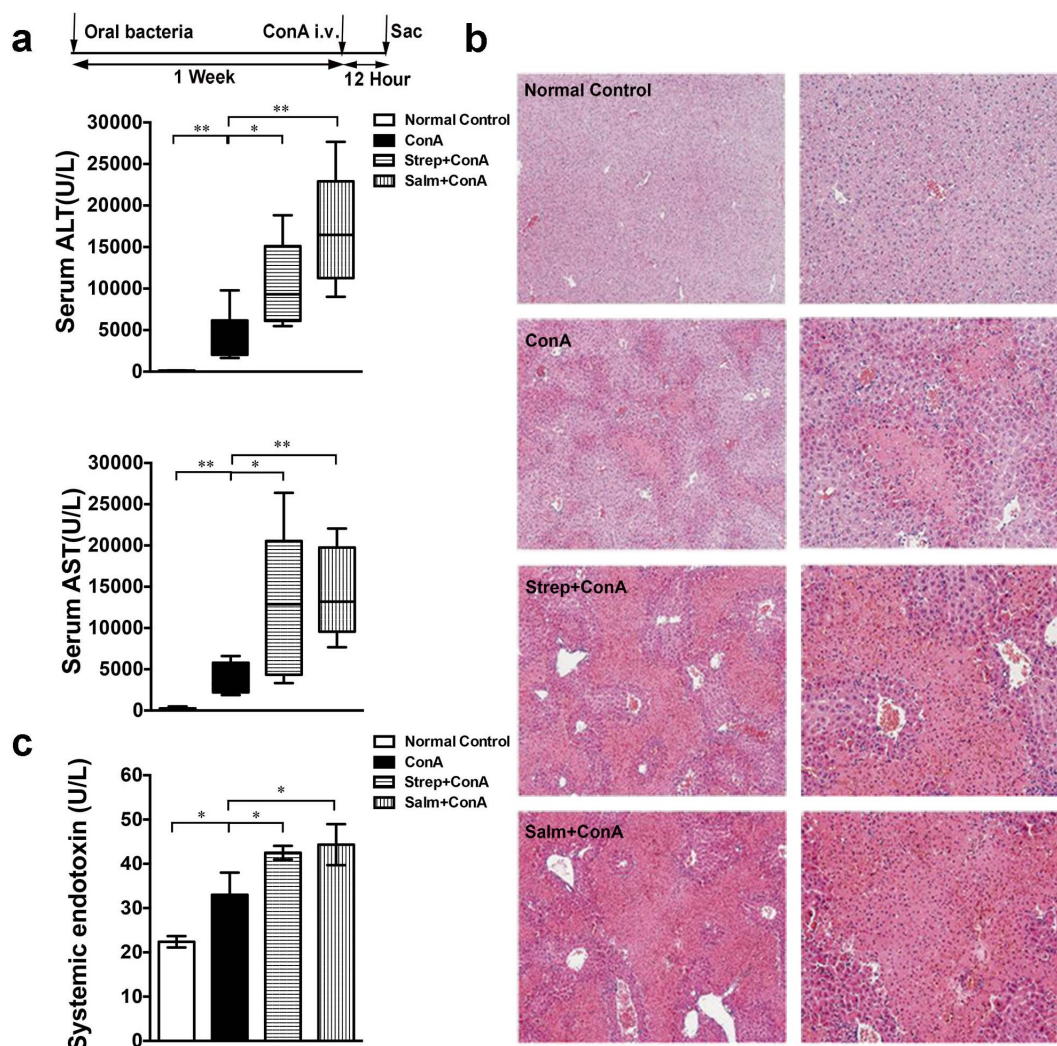 a
Oral bacteria
ConA i.v.
Sac
1 Week
12 Hour
Serum ALT(U/L)
30000
25000
20000
15000
10000
5000
0
**
*
**
Normal Control
ConA
Strep+ConA
Salm+ConA
Serum AST(U/L)
30000
25000
20000
15000
10000
5000
0
**
*
**
c
Normal Control
ConA
Strep+ConA
Salm+ConA
Systemic endotoxin (U/L)
60
50
40
30
20
10
0
*
*
*
b
Normal Control
ConA
Strep+ConA
Salm+ConA